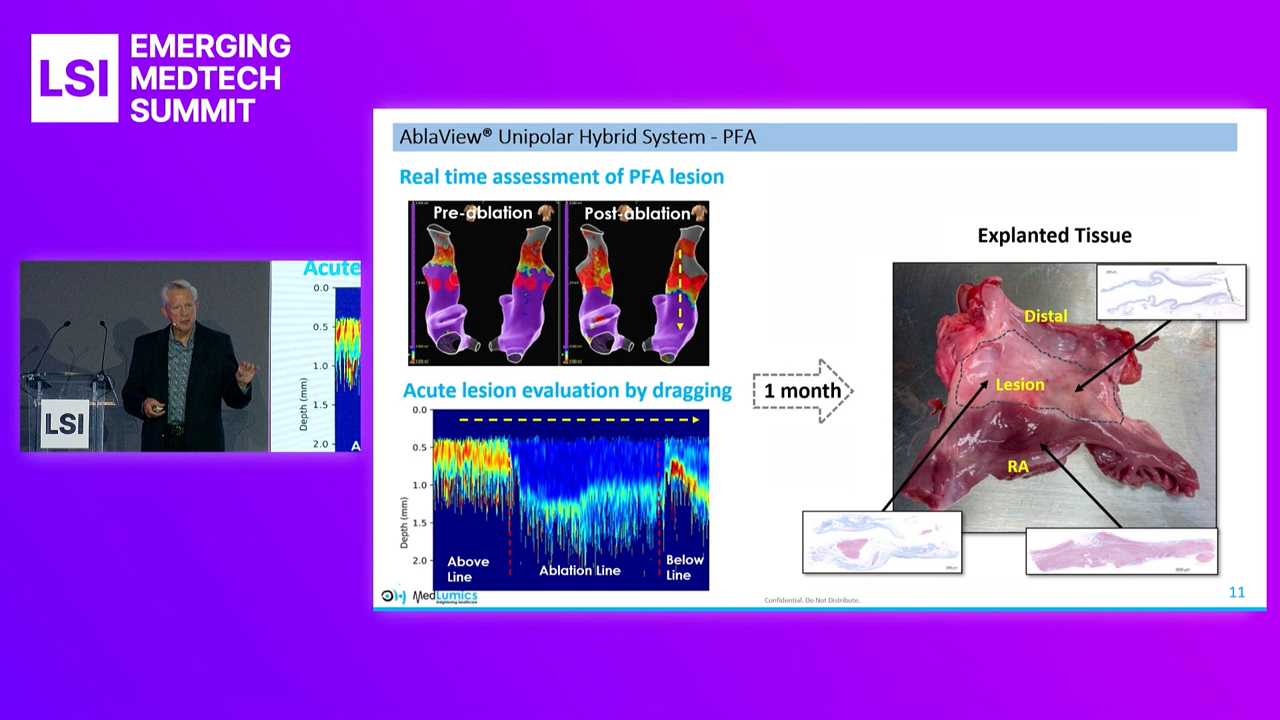 LSI
EMERGING
MEDTECH
SUMMIT
Acute
0.0
0.5
1.0
1.5
2.0
Depth (mm)
A
LSI
AblaView® Unipolar Hybrid System - PFA
Real time assessment of PFA lesion
Pre-ablation
Post-ablation
Acute lesion evaluation by dragging
0.0
0.5
1.0
1.5
2.0
Depth (mm)
Above
Line
Ablation Line
Below
Line
1 month
Explanted Tissue
Distal
Lesion
RA
MedLumics
Enlightening Healthcare
Confidential. Do Not Distribute.
11